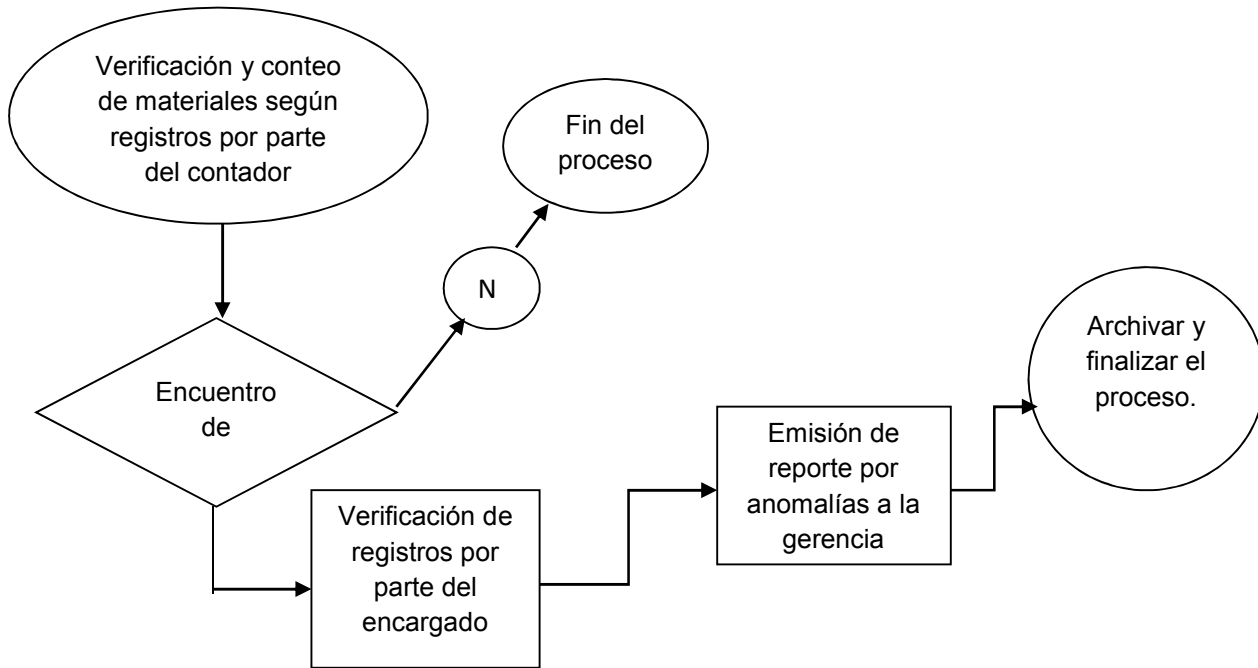 Verificación y conteo
de materiales según
registros por parte
del contador
Fin del
proceso
N
Encuentro
de
Verificación de
registros por
parte del
encargado
Emisión de
reporte por
anomalías a la
gerencia
Archivar y
finalizar el
proceso.